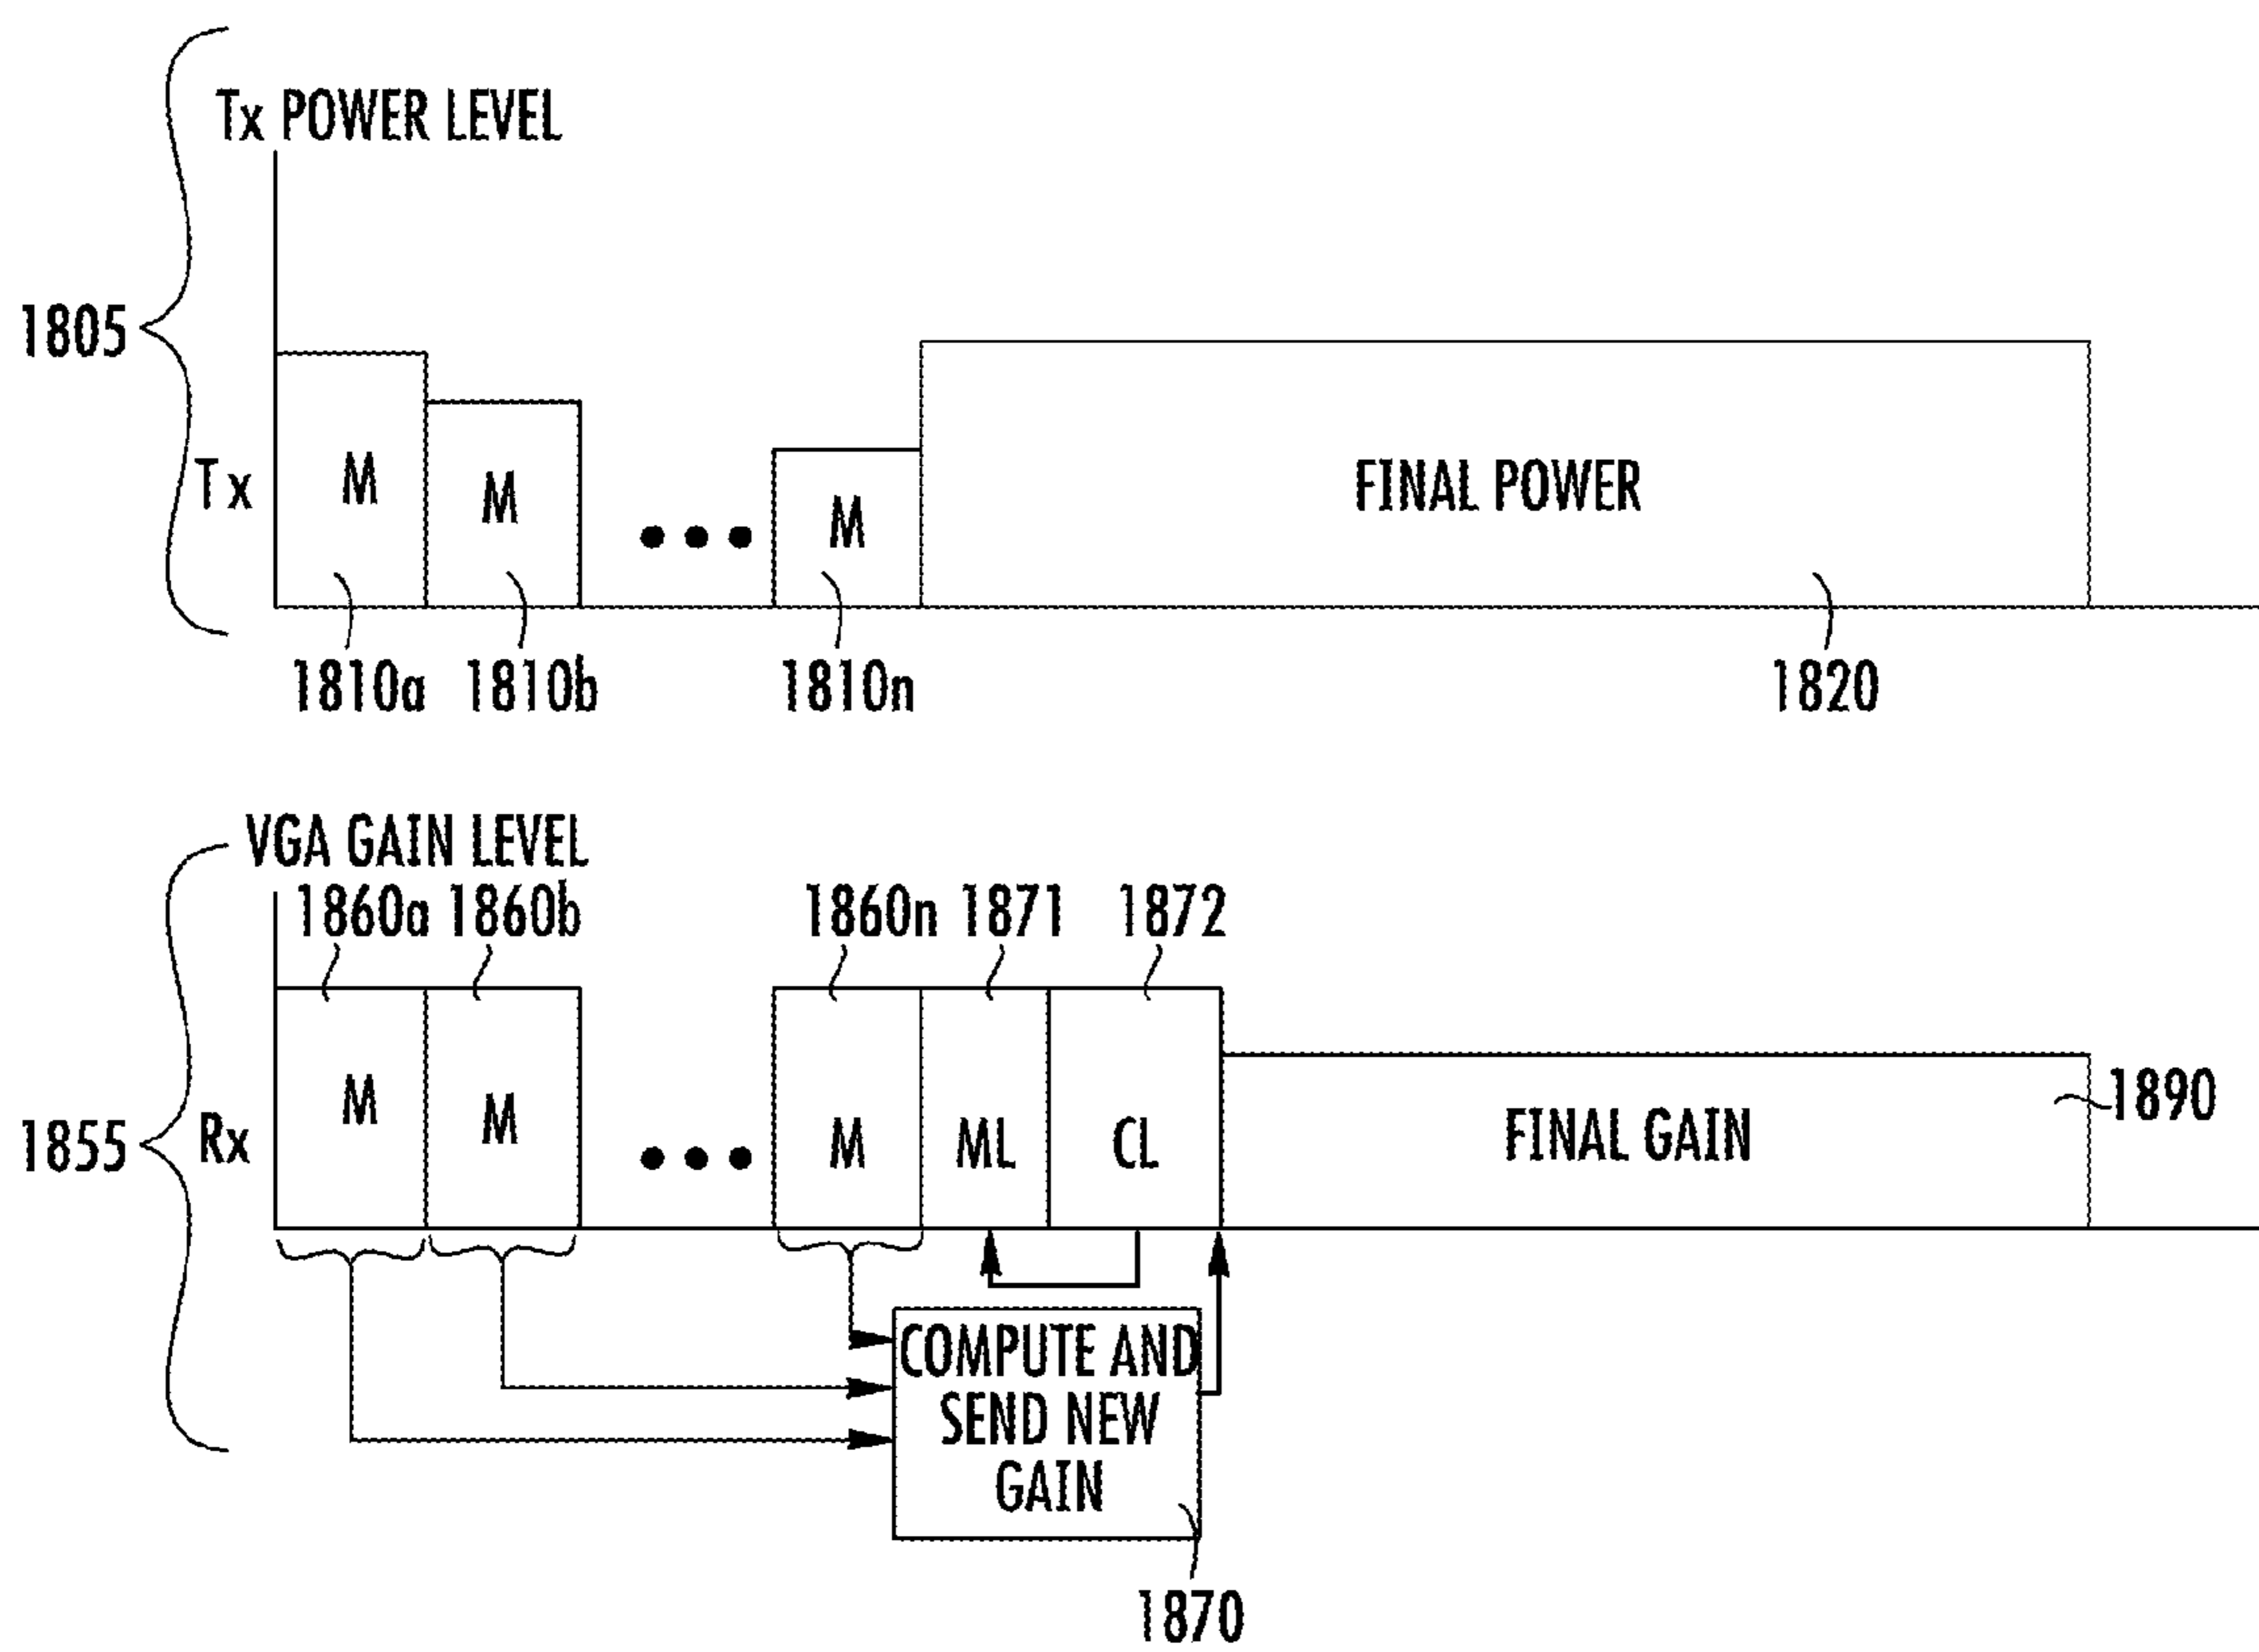 Tx POWER LEVEL
1805
Tx
M
M
M
FINAL POWER
1810a
1810b
1810n
1820
VGA GAIN LEVEL
1860a
1860b
1860n
1871
1872
1855
Rx
M
M
M
ML
CL
FINAL GAIN
1890
COMPUTE AND
SEND NEW
GAIN
1870